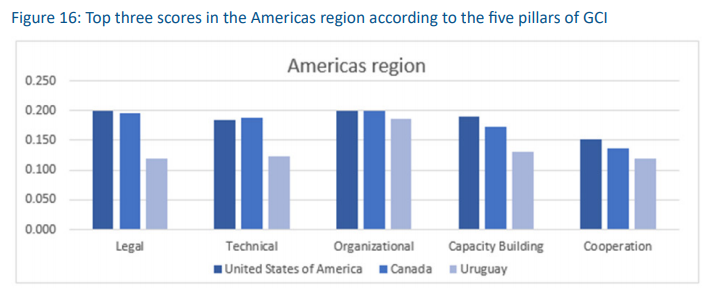 Figure 16: Top three scores in the Americas region according to the five pillars of GCI
Americas region
0.250
0.200
0.150
0.100
0.050
0.000
Legal Technical Organizational Capacity Building Cooperation
United States of America Canada Uruguay